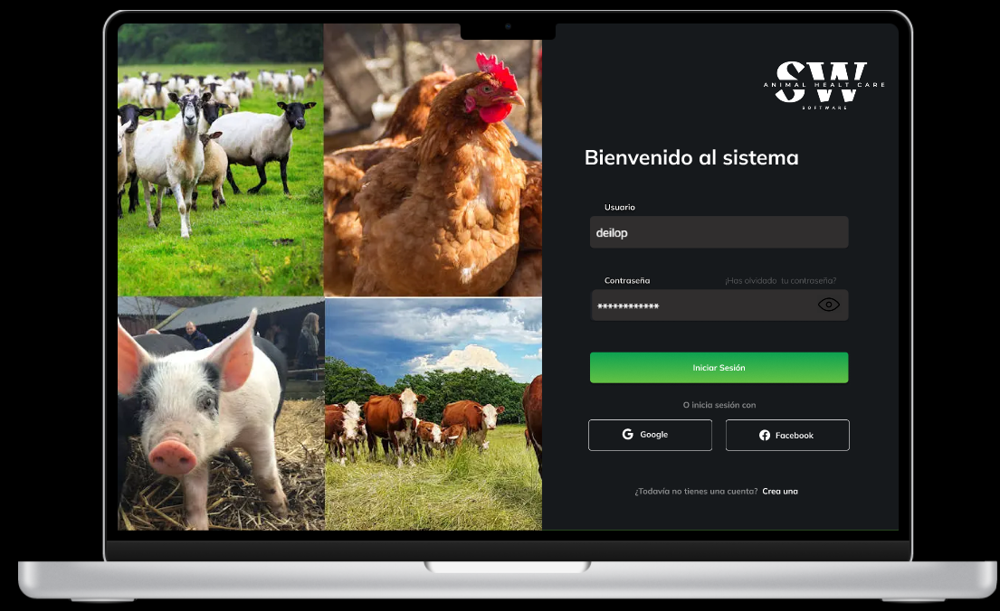 SW
ANIMAL HEALT CARE
SOFTWARE
Bienvenido al sistema
Usuario
deilop
Contraseña ¿Has olvidado tu contraseña?
************
Iniciar Sesión
O inicia sesión con
Google Facebook
¿Todavía no tienes una cuenta? Crea una